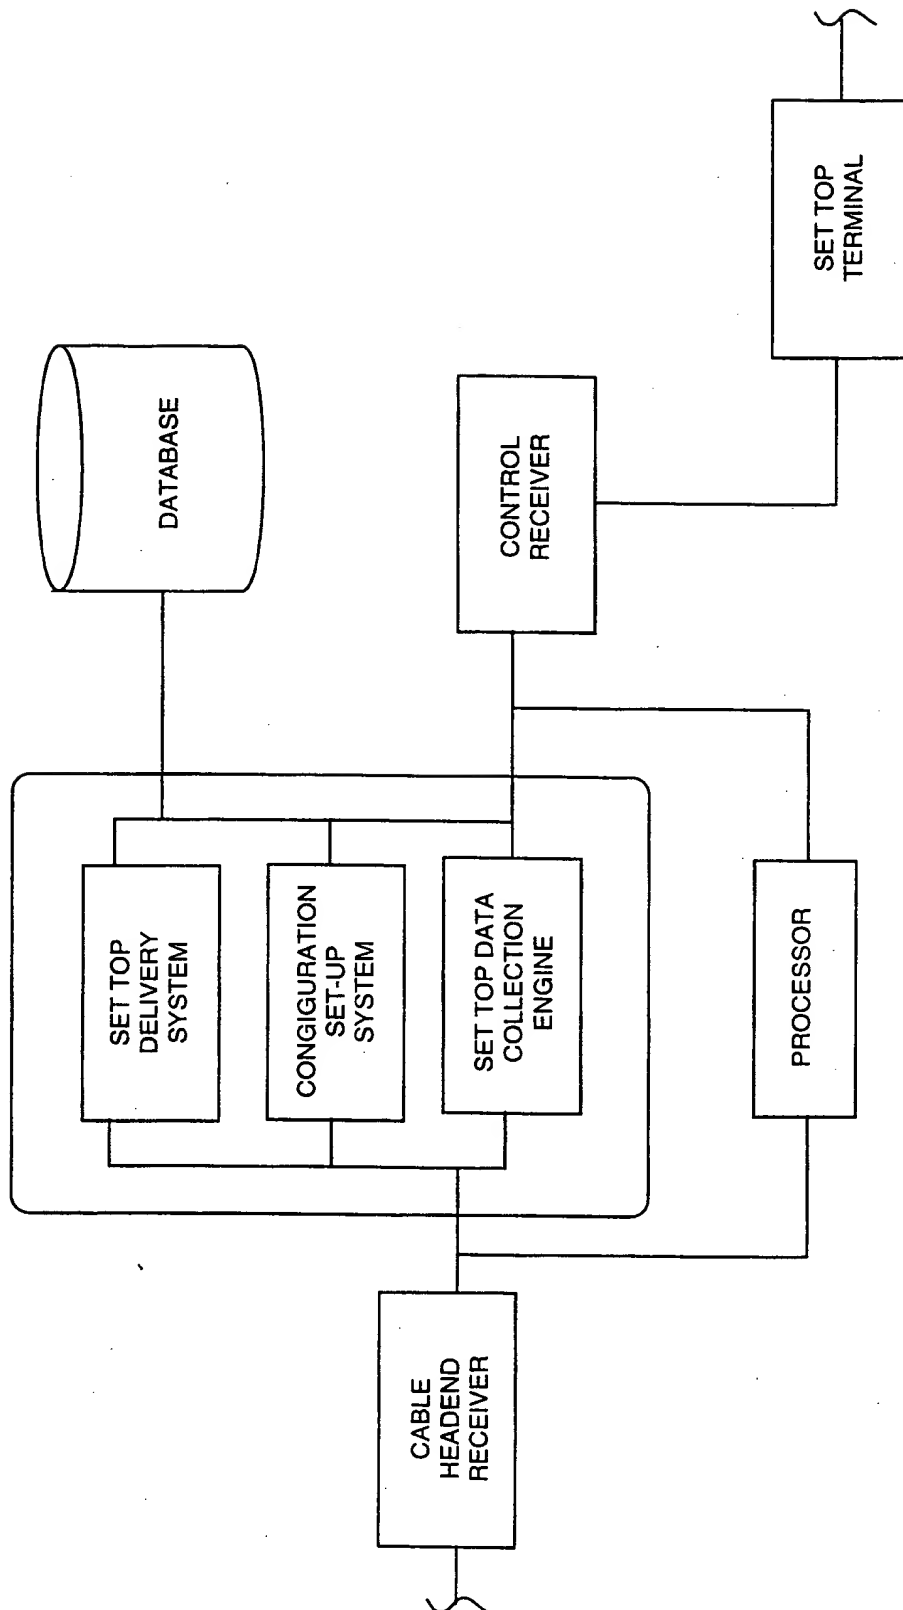 CABLE
HEADEND
RECEIVER
SET TOP
DELIVERY
SYSTEM
CONGIGURATION
SET-UP
SYSTEM
SET TOP DATA
COLLECTION
ENGINE
PROCESSOR
DATABASE
CONTROL
RECEIVER
SET TOP
TERMINAL